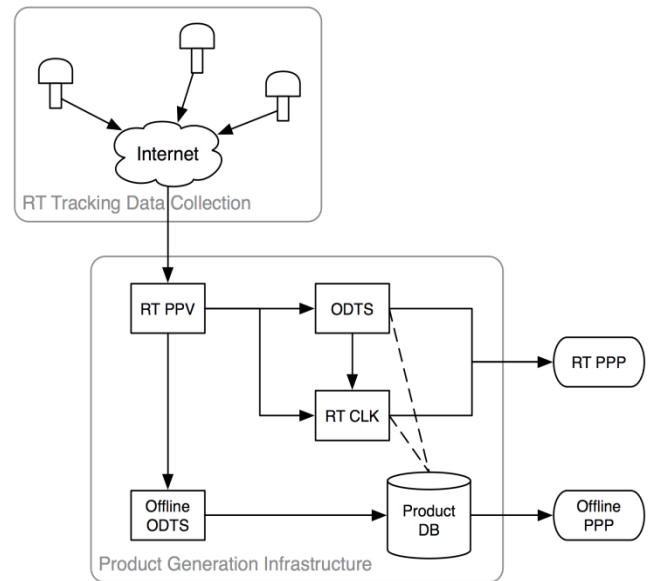 Internet
RT Tracking Data Collection
RT PPV
ODTS
RT PPP
RT CLK
Offline
ODTS
Product
DB
Offline
PPP
Product Generation Infrastructure